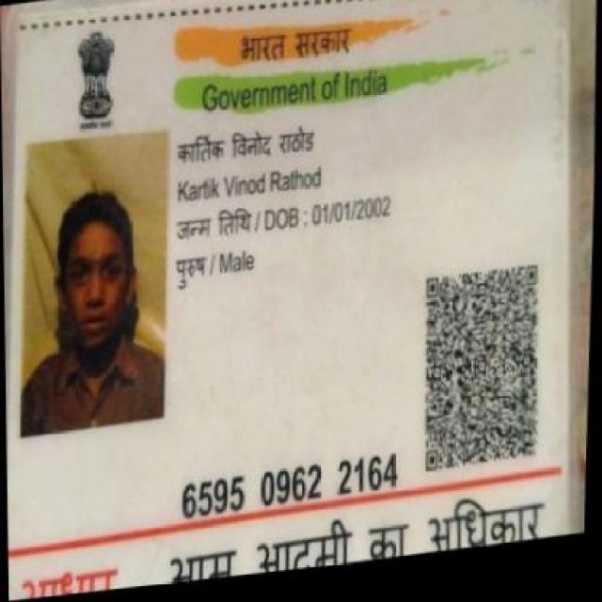 भारत सरकार
Government of India
कार्तिक विनोद राठोड
Kartik Vinod Rathod
जन्म तिथि / DOB : 01/01/2002
पुरुष / Male
6595 0962 2164
आधार
आम आदमी का अधिकार